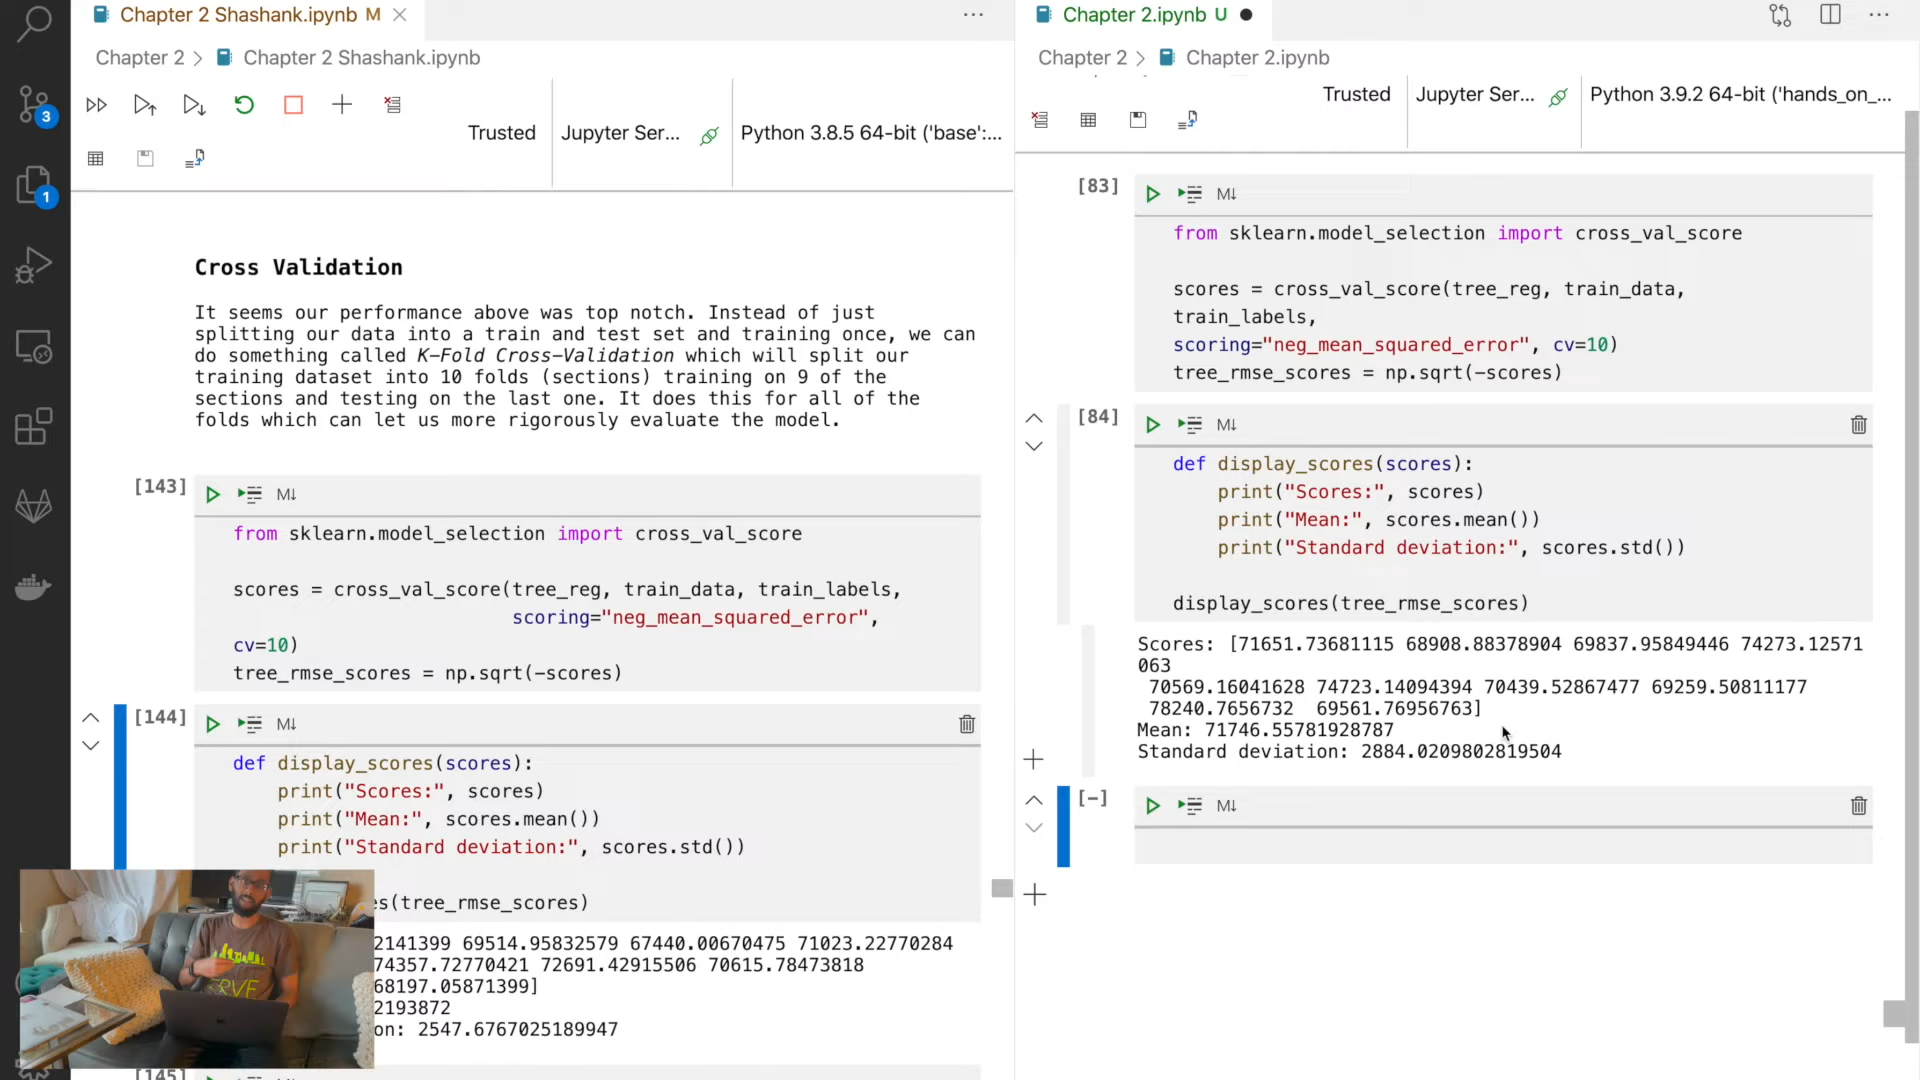 Chapter 2 Shashank.ipynb M
Chapter 2 > Chapter 2 Shashank.ipynb
3
1
Trusted
Jupyter Ser...
Python 3.8.5 64-bit ('base':...
Cross Validation
It seems our performance above was top notch. Instead of just
splitting our data into a train and test set and training once, we can
do something called K-Fold Cross-Validation which will split our
training dataset into 10 folds (sections) training on 9 of the
sections and testing on the last one. It does this for all of the
folds which can let us more rigorously evaluate the model.
[143]
M↓
from sklearn.model_selection import cross_val_score
scores = cross_val_score(tree_reg, train_data, train_labels,
scoring="neg_mean_squared_error",
cv=10)
tree_rmse_scores = np.sqrt(-scores)
[144]
M↓
def display_scores(scores):
print("Scores:", scores)
print("Mean:", scores.mean())
print("Standard deviation:", scores.std())
es(tree_rmse_scores)
2141399 69514.95832579 67440.00670475 71023.22770284
74357.72770421 72691.42915506 70615.78473818
68197.05871399]
2193872
on: 2547.6767025189947
[145]
Chapter 2.ipynb U
Chapter 2 > Chapter 2.ipynb
Trusted
Jupyter Ser...
Python 3.9.2 64-bit ('hands_on_...
[83]
M↓
from sklearn.model_selection import cross_val_score
scores = cross_val_score(tree_reg, train_data,
train_labels,
scoring="neg_mean_squared_error", cv=10)
tree_rmse_scores = np.sqrt(-scores)
[84]
M↓
def display_scores(scores):
print("Scores:", scores)
print("Mean:", scores.mean())
print("Standard deviation:", scores.std())
display_scores(tree_rmse_scores)
Scores: [71651.73681115 68908.88378904 69837.95849446 74273.12571
063
70569.16041628 74723.14094394 70439.52867477 69259.50811177
78240.7656732 69561.76956763]
Mean: 71746.55781928787
Standard deviation: 2884.0209802819504
[-]
M↓